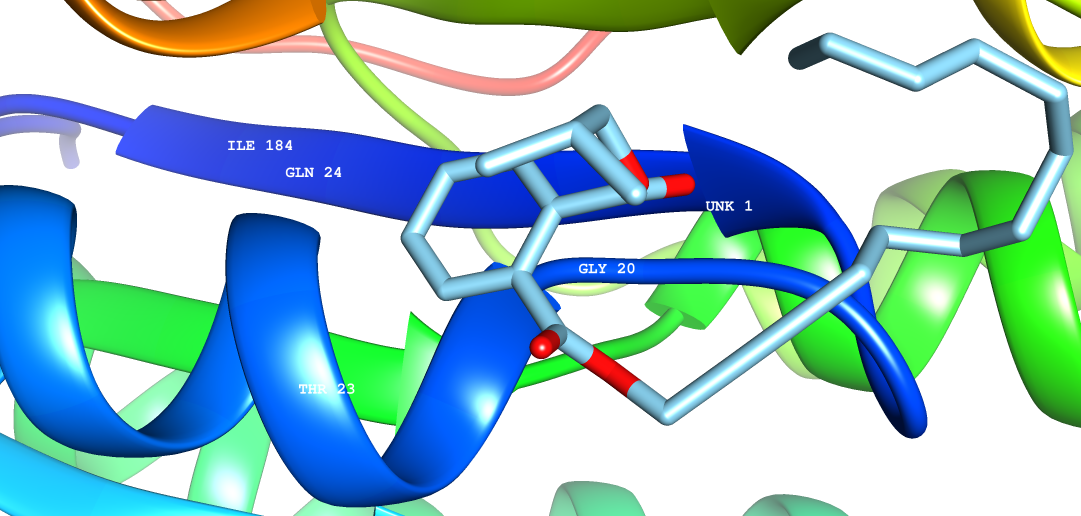 ILE 184
GLN 24
UNK 1
GLY 20
THR 23